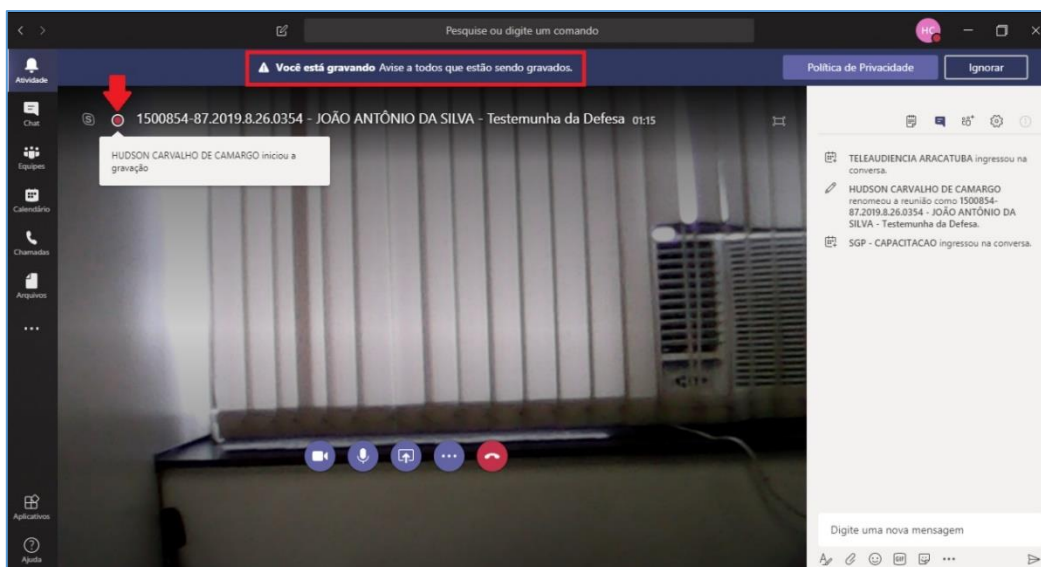 Pesquise ou digite um comando
HC
Você está gravando Avise a todos que estão sendo gravados.
Política de Privacidade
Ignorar
Atividade
Chat
Equipes
Calendário
Chamadas
Arquivos
Aplicativos
Ajuda
1500854-87.2019.8.26.0354 - JOÃO ANTÔNIO DA SILVA - Testemunha da Defesa 01:15
HUDSON CARVALHO DE CAMARGO iniciou a
gravação
CITY
TELEAUDIENCIA ARACATUBA ingressou na
conversa.
HUDSON CARVALHO DE CAMARGO
renomeou a reunião como 1500854-
87.2019.8.26.0354 - JOÃO ANTÔNIO DA
SILVA - Testemunha da Defesa.
SGP - CAPACITACAO ingressou na conversa.
Digite uma nova mensagem
GIF